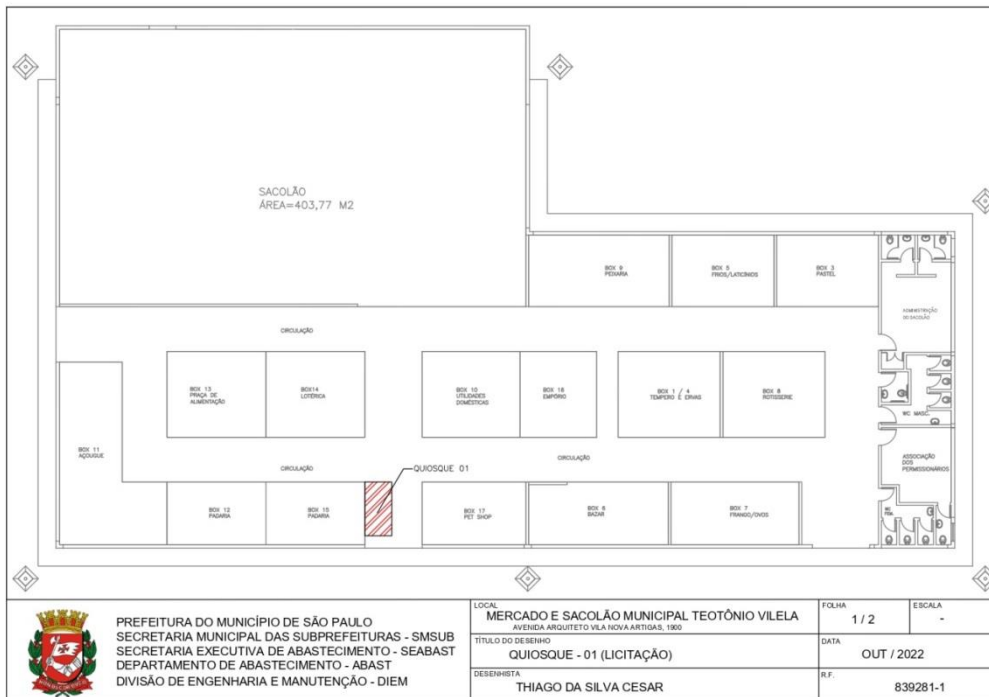 SACOLÃO
ÁREA=403,77 M2
BOX 9
PEIXARIA
BOX 5
FRIOS/LATICÍNIOS
BOX 3
PASTEL
ADMINISTRAÇÃO
DO SACOLÃO
CIRCULAÇÃO
BOX 13
PRAÇA DE
ALIMENTAÇÃO
BOX14
LOTÉRICA
BOX 10
UTILIDADES
DOMÉSTICAS
BOX 18
EMPÓRIO
BOX 1 / 4
TEMPERO E ERVAS
BOX 8
ROTISSERIE
WC MASC.
BOX 11
AÇOUGUE
CIRCULAÇÃO
QUIOSQUE 01
CIRCULAÇÃO
ASSOCIAÇÃO
DOS
PERMISSIONÁRIOS
BOX 12
PADARIA
BOX 15
PADARIA
BOX 17
PET SHOP
BOX 6
BAZAR
BOX 7
FRANGO/OVOS
WC
FEM.
PREFEITURA DO MUNICÍPIO DE SÃO PAULO
SECRETARIA MUNICIPAL DAS SUBPREFEITURAS - SMSUB
SECRETARIA EXECUTIVA DE ABASTECIMENTO - SEABAST
DEPARTAMENTO DE ABASTECIMENTO - ABAST
DIVISÃO DE ENGENHARIA E MANUTENÇÃO - DIEM
LOCAL
MERCADO E SACOLÃO MUNICIPAL TEOTÔNIO VILELA
AVENIDA ARQUITETO VILA NOVA ARTIGAS, 1900
FOLHA
1 / 2
ESCALA
-
TÍTULO DO DESENHO
QUIOSQUE - 01 (LICITAÇÃO)
DATA
OUT / 2022
DESENHISTA
THIAGO DA SILVA CESAR
R.F.
839281-1